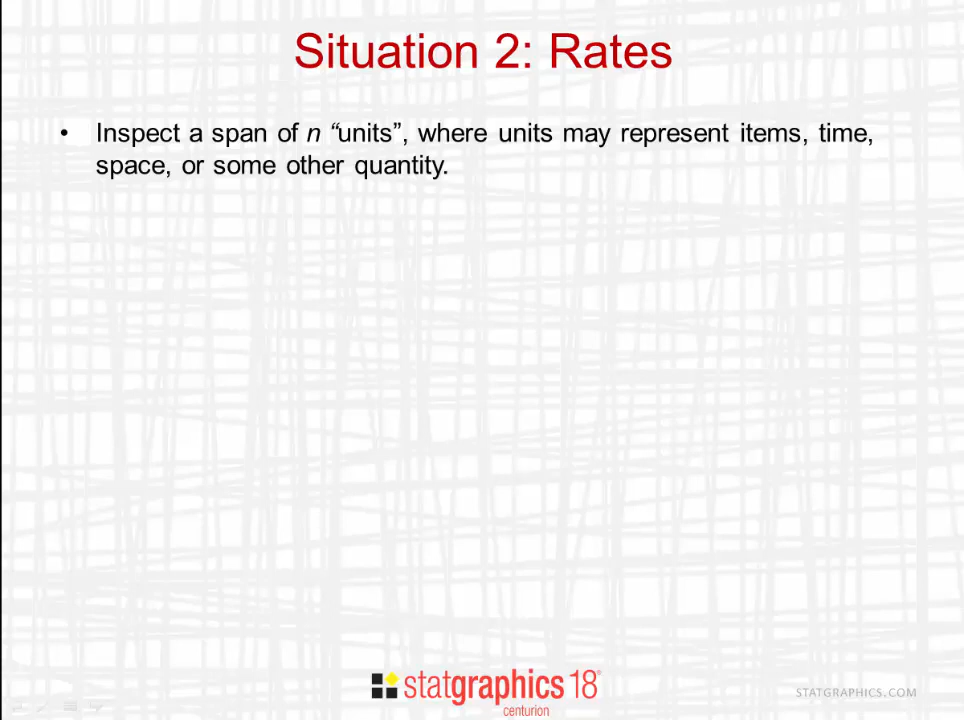 Situation 2: Rates
• Inspect a span of n “units”, where units may represent items, time,
space, or some other quantity.
statgraphics 18®
centurion
STATGRAPHICS.COM